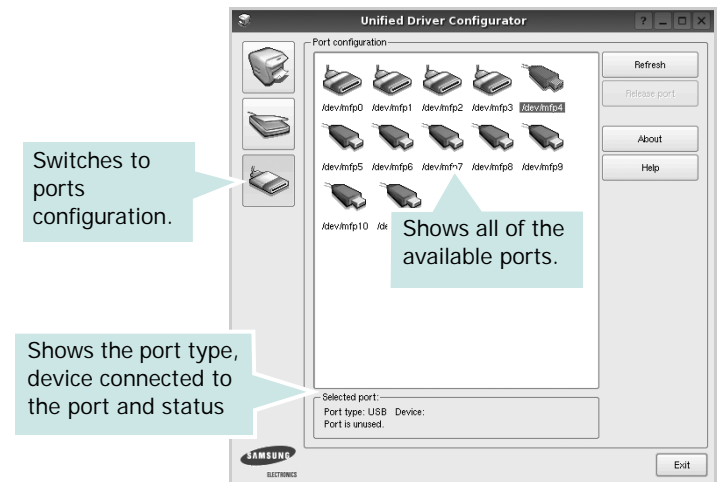 Unified Driver Configurator
Port configuration
/dev/mfp0 /dev/mfp1 /dev/mfp2 /dev/mfp3 /dev/mfp4
/dev/mfp5 /dev/mfp6 /dev/mfp7 /dev/mfp8 /dev/mfp9
/dev/mfp10
Refresh
Release port
About
Help
Switches to
ports
configuration.
Shows all of the
available ports.
Shows the port type,
device connected to
the port and status
Selected port:
Port type: USB Device:
Port is unused.
SAMSUNG
ELECTRONICS
Exit